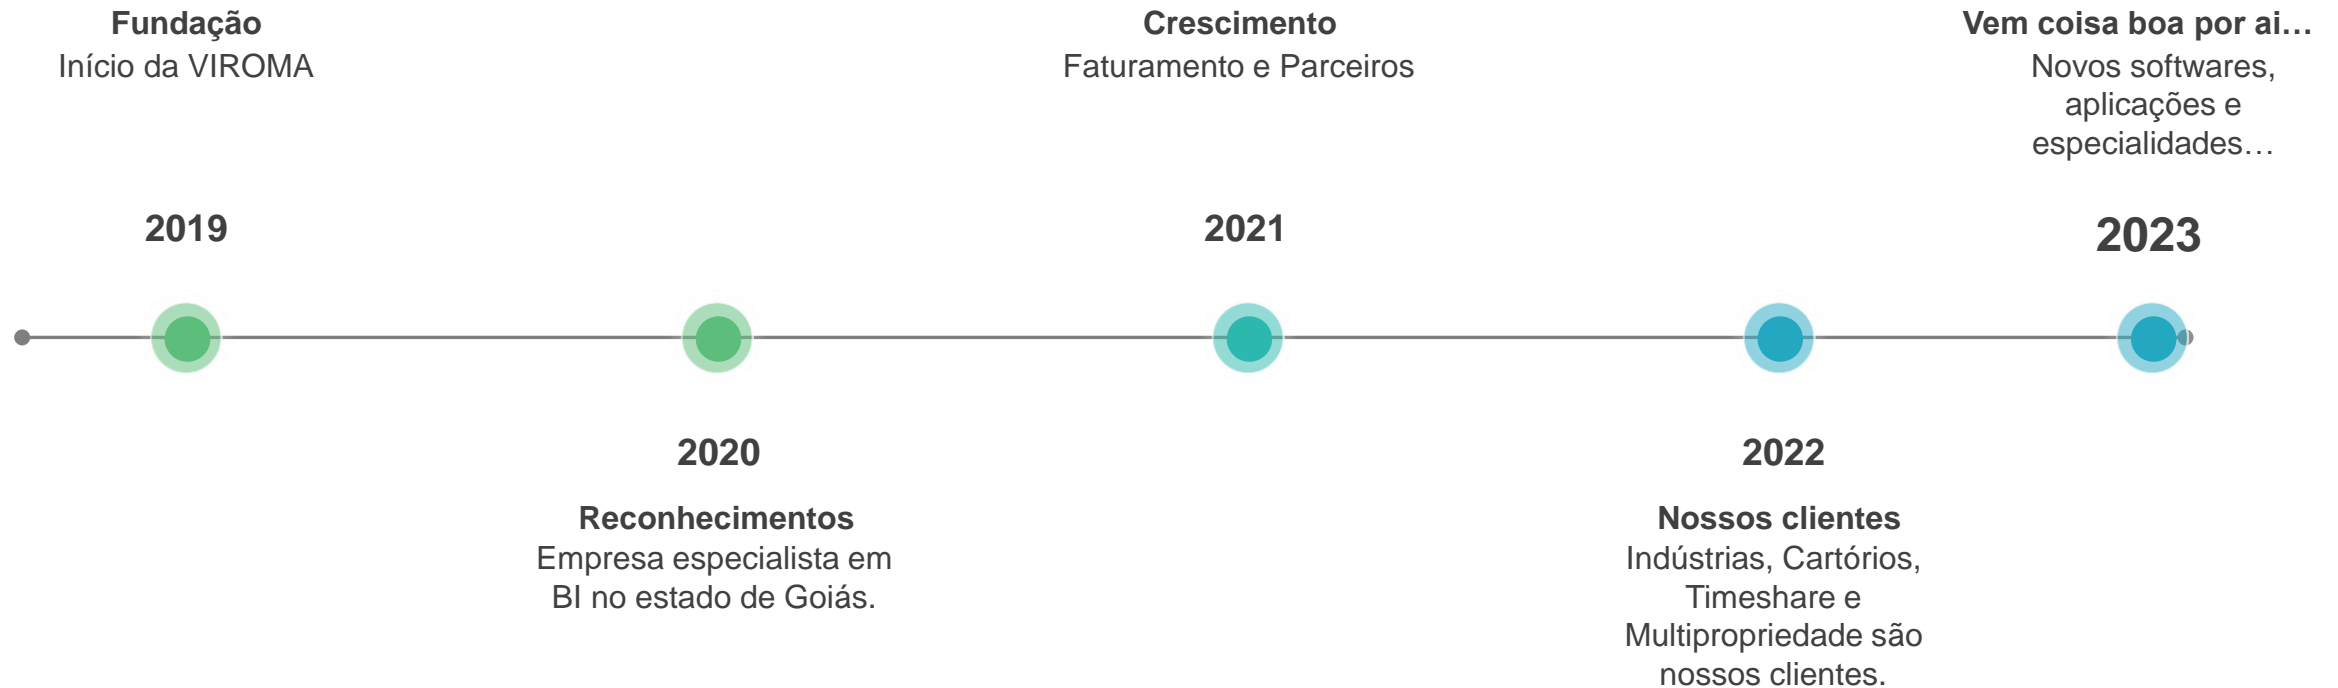 Fundação
Início da VIROMA
2019
2020
Reconhecimentos
Empresa especialista em
BI no estado de Goiás.
Crescimento
Faturamento e Parceiros
2021
2022
Nossos clientes
Indústrias, Cartórios,
Timeshare e
Multipropriedade são
nossos clientes.
Vem coisa boa por ai…
Novos softwares,
aplicações e
especialidades…
2023